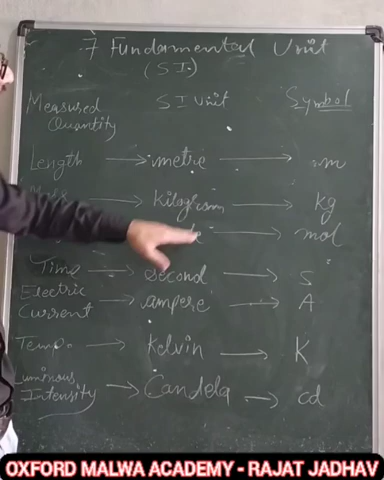 7 Fundamental Unit
(S.I.)
Measured Quantity SI Unit Symbol
Length → metre → m
→ kilogram → kg
→ mol
Time → second → s
Electric Current → ampere → A
Temp. → Kelvin → K
Luminous Intensity → Candela → cd
OXFORD MALWA ACADEMY - RAJAT JADHAV